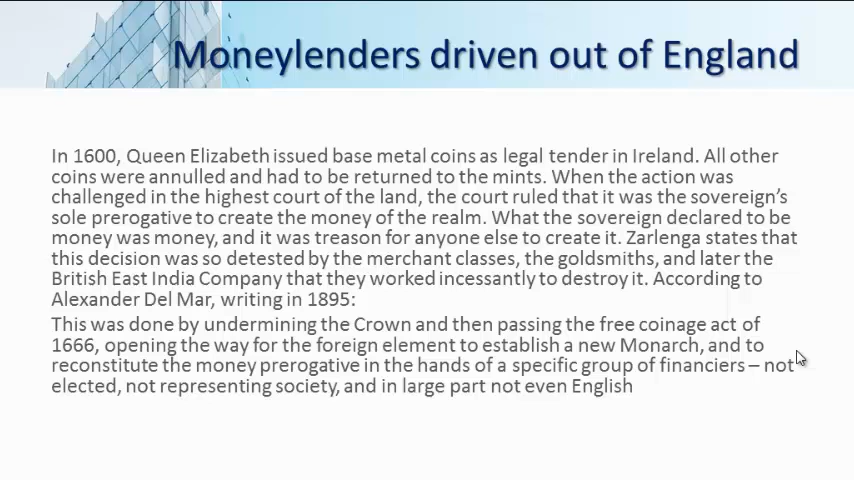 Moneylenders driven out of England
In 1600, Queen Elizabeth issued base metal coins as legal tender in Ireland. All other
coins were annulled and had to be returned to the mints. When the action was
challenged in the highest court of the land, the court ruled that it was the sovereign's
sole prerogative to create the money of the realm. What the sovereign declared to be
money was money, and it was treason for anyone else to create it. Zarlenga states that
this decision was so detested by the merchant classes, the goldsmiths, and later the
British East India Company that they worked incessantly to destroy it. According to
Alexander Del Mar, writing in 1895:
This was done by undermining the Crown and then passing the free coinage act of
1666, opening the way for the foreign element to establish a new Monarch, and to
reconstitute the money prerogative in the hands of a specific group of financiers – not
elected, not representing society, and in large part not even English